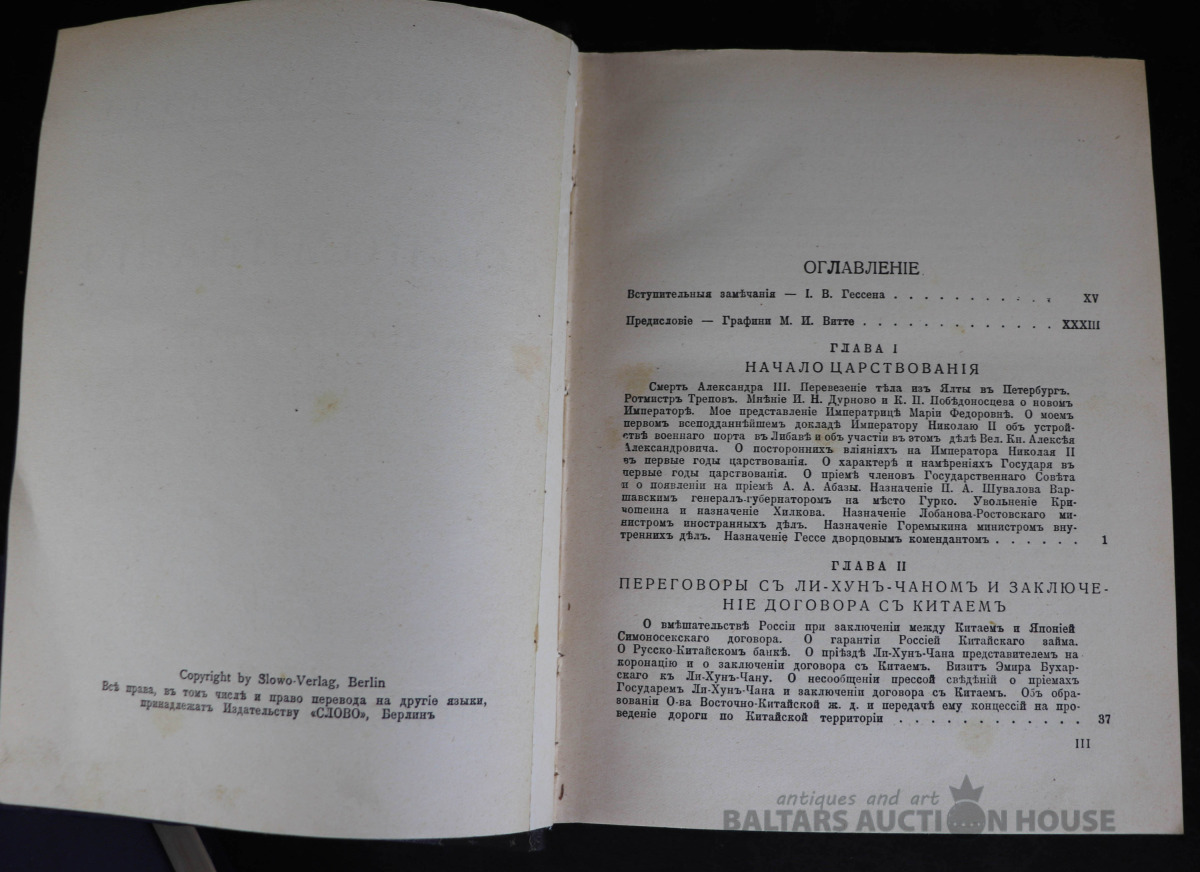 Copyright by Slowo-Verlag, Berlin
Всѣ права, въ томъ числѣ и право перевода на другіе языки,
принадлежатъ Издательству «СЛОВО», Берлинъ
ОГЛАВЛЕНІЕ
Вступительныя замѣчанія — І. В. Гессена . . . . . . . . . . . . XV
Предисловіе — Графини М. И. Витте . . . . . . . . . . . . . XXXIII
ГЛАВА I
НАЧАЛО ЦАРСТВОВАНІЯ
Смерть Александра III. Перевезеніе тѣла изъ Ялты въ Петербургъ.
Ротмистръ Треповъ. Мнѣніе И. Н. Дурново и К. П. Побѣдоносцева о новомъ
Императорѣ. Мое представленіе Императрицѣ Маріи Федоровнѣ. О моемъ
первомъ всеподданнѣйшемъ докладѣ Императору Николаю II объ устрой-
ствѣ военнаго порта въ Либавѣ и объ участіи въ этомъ дѣлѣ Вел. Кн. Алексѣя
Александровича. О постороннихъ вліяніяхъ на Императора Николая II
въ первые годы царствованія. О характерѣ и намѣреніяхъ Государя въ
первые годы царствованія. О пріемѣ членовъ Государственнаго Совѣта
и о появленіи на пріемѣ А. А. Абазы. Назначеніе П. А. Шувалова Вар-
шавскимъ генералъ-губернаторомъ на мѣсто Гурко. Увольненіе Кри-
вошеина и назначеніе Хилкова. Назначеніе Лобанова-Ростовскаго ми-
нистромъ иностранныхъ дѣлъ. Назначеніе Горемыкина министромъ вну-
треннихъ дѣлъ. Назначеніе Гессе дворцовымъ комендантомъ . . . . . . 1
ГЛАВА II
ПЕРЕГОВОРЫ СЪ ЛИ-ХУНЪ-ЧАНОМЪ И ЗАКЛЮЧЕ-
НІЕ ДОГОВОРА СЪ КИТАЕМЪ
О вмѣшательствѣ Россіи при заключеніи между Китаемъ и Японіей
Симоносекскаго договора. О гарантіи Россіей Китайскаго займа.
О Русско-Китайскомъ банкѣ. О пріѣздѣ Ли-Хунъ-Чана представителемъ на
коронацію и о заключеніи договора съ Китаемъ. Визитъ Эмира Бухар-
скаго къ Ли-Хунъ-Чану. О несообщеніи прессой свѣдѣній о пріемахъ
Государемъ Ли-Хунъ-Чана и заключеніи договора съ Китаемъ. Объ обра-
зованіи О-ва Восточно-Китайской ж. д. и передачѣ ему концессій на про-
веденіе дороги по Китайской территоріи . . . . . . . . . . . . 37
III
antiques and art
BALTARS AUCTION HOUSE